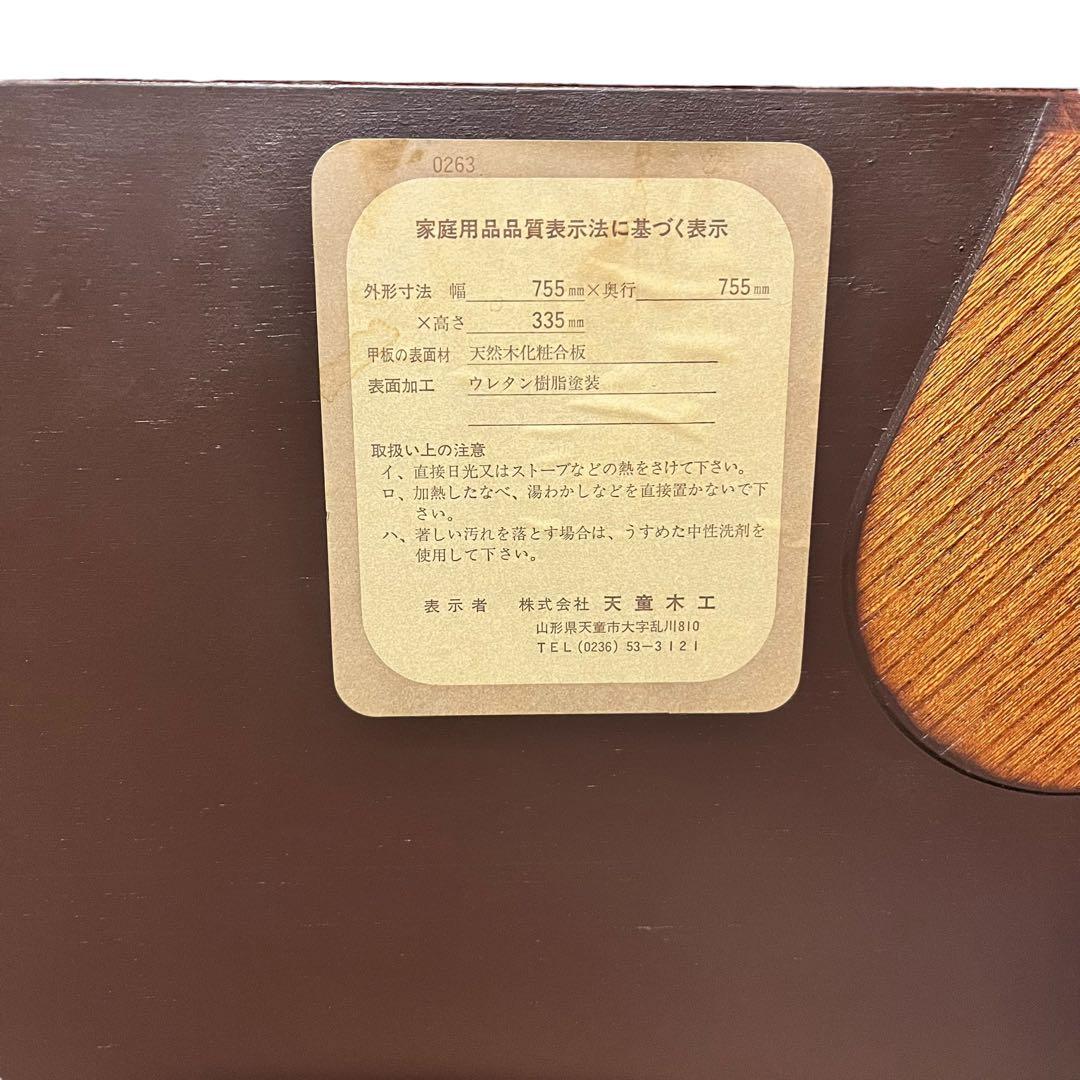 0263
家庭用品品質表示法に基づく表示
外形寸法 幅 755mm×奥行 755mm
×高さ 335mm
甲板の表面材 天然木化粧合板
表面加工 ウレタン樹脂塗装
取扱い上の注意
イ、直接日光又はストーブなどの熱をさけて下さい。
ロ、加熱したなべ、湯わかしなどを直接置かないで下
さい。
ハ、著しい汚れを落とす場合は、うすめた中性洗剤を
使用して下さい。
表示者 株式会社 天童木工
山形県天童市大字乱川810
TEL(0236)53-3121